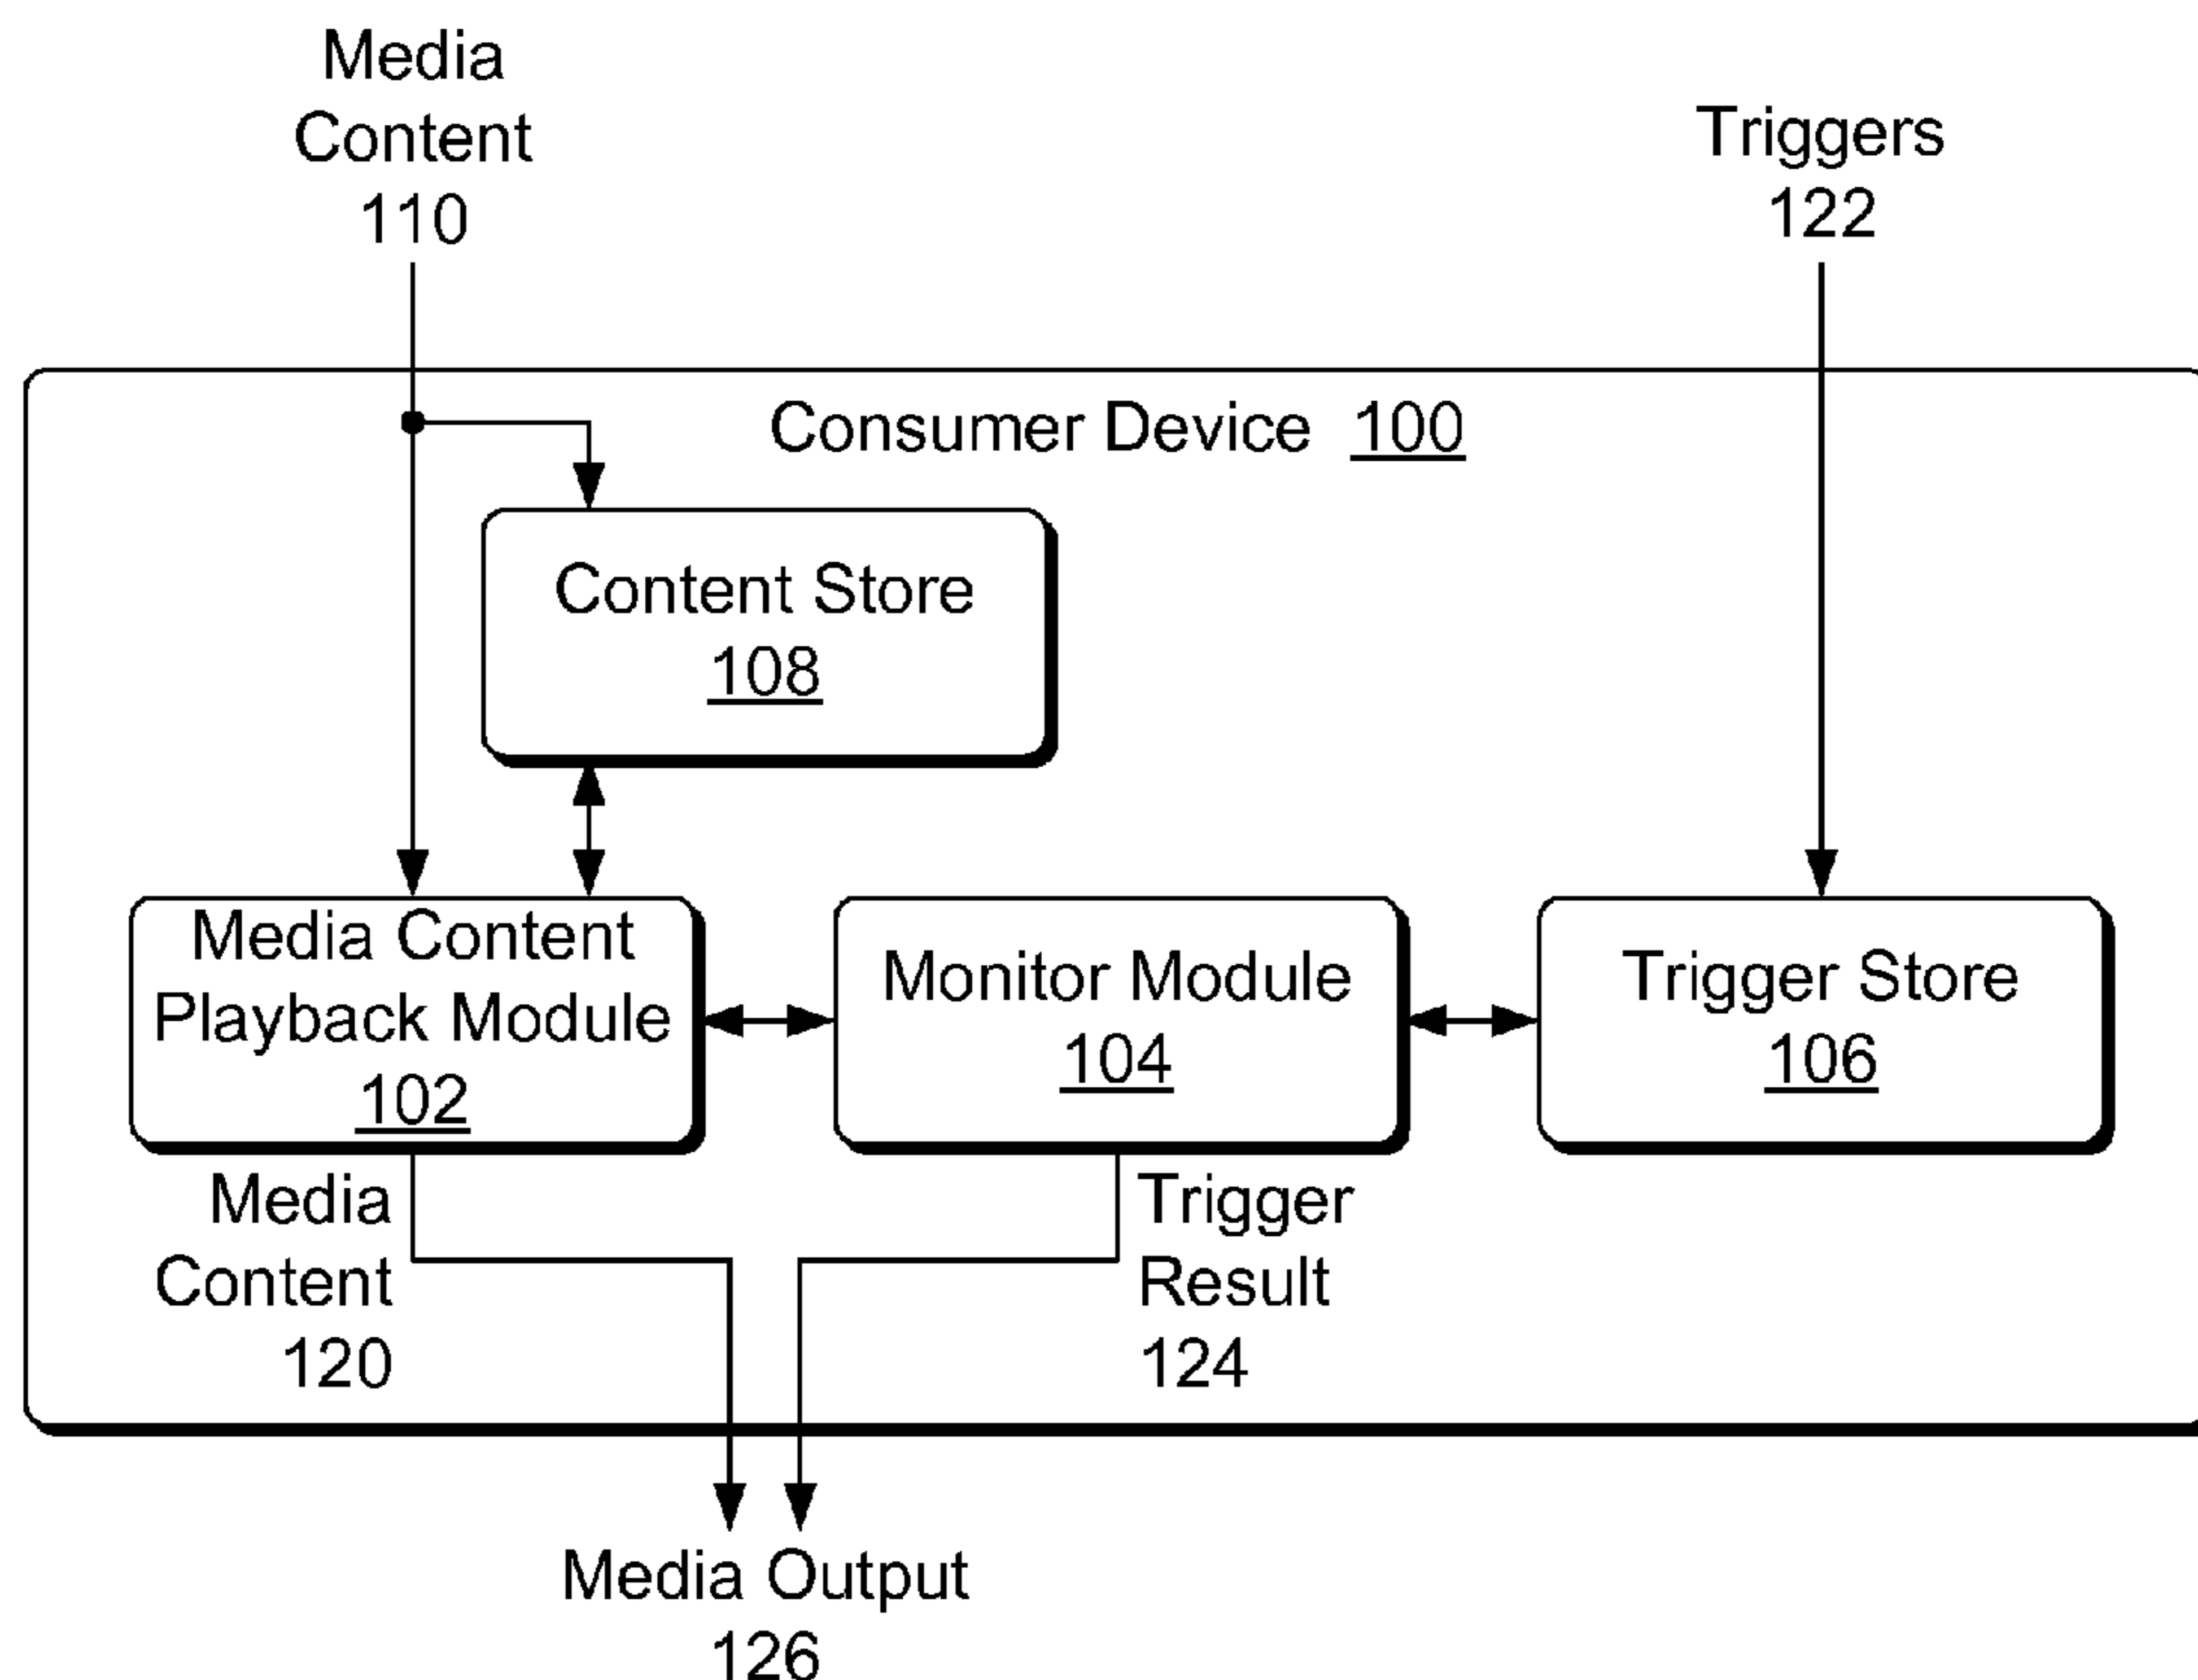 Media
Content
110
Triggers
122
Consumer Device 100
Content Store
108
Media Content
Playback Module
102
Monitor Module
104
Trigger Store
106
Media
Content
120
Trigger
Result
124
Media Output
126